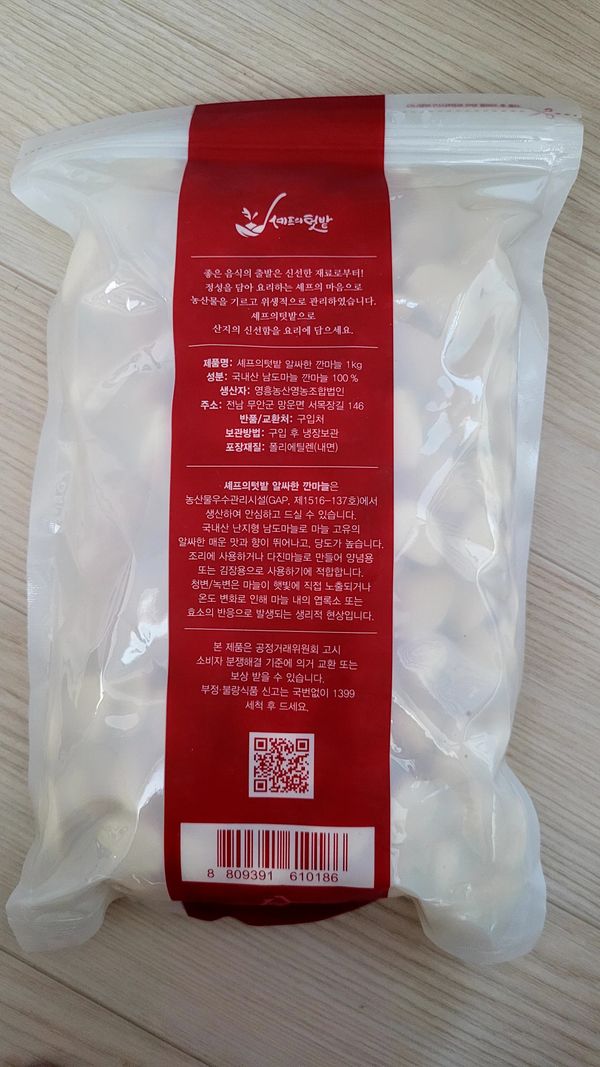 셰프의텃밭
좋은 음식의 출발은 신선한 재료로부터!
정성을 담아 요리하는 셰프의 마음으로
농산물을 기르고 위생적으로 관리하였습니다.
셰프의텃밭으로
산지의 신선함을 요리에 담으세요.
제품명: 셰프의텃밭 알싸한 깐마늘 1kg
성분: 국내산 남도마늘 깐마늘 100 %
생산자: 영흥농산영농조합법인
주소: 전남 무안군 망운면 서목장길 146
반품/교환처: 구입처
보관방법: 구입 후 냉장보관
포장재질: 폴리에틸렌(내면)
셰프의텃밭 알싸한 깐마늘은
농산물우수관리시설(GAP, 제1516-137호)에서
생산하여 안심하고 드실 수 있습니다.
국내산 난지형 남도마늘로 마늘 고유의
알싸한 매운 맛과 향이 뛰어나고, 당도가 높습니다.
조리에 사용하거나 다진마늘로 만들어 양념용
또는 김장용으로 사용하기에 적합합니다.
청변/녹변은 마늘이 햇빛에 직접 노출되거나
온도 변화로 인해 마늘 내의 엽록소 또는
효소의 반응으로 발생되는 생리적 현상입니다.
본 제품은 공정거래위원회 고시
소비자 분쟁해결 기준에 의거 교환 또는
보상 받을 수 있습니다.
부정·불량식품 신고는 국번없이 1399
세척 후 드세요.
8 809391 610186